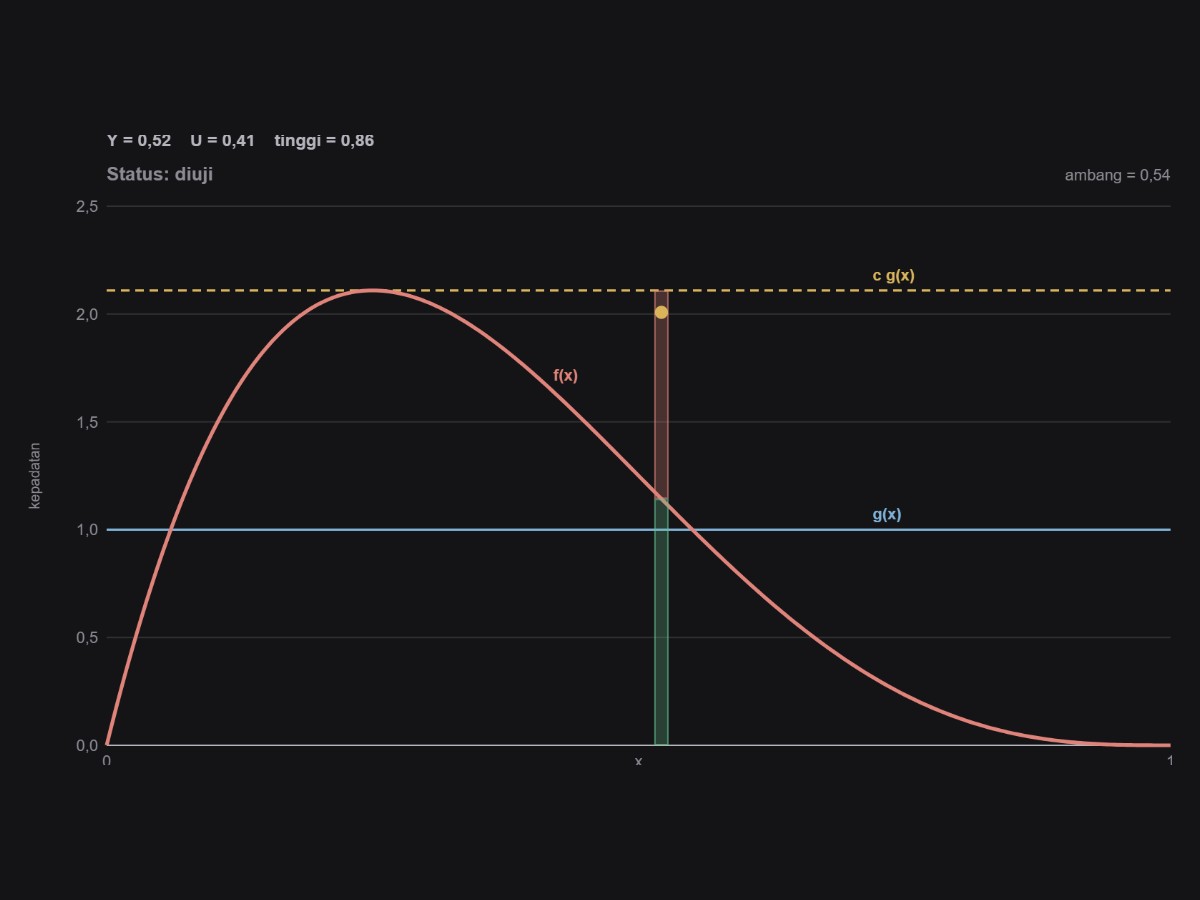 Y = 0,52 U = 0,41 tinggi = 0,86
Status: diuji
ambang = 0,54
2,5
c g(x)
2,0
f(x)
1,5
kepadatan
g(x)
1,0
0,5
0,0
0 x 1